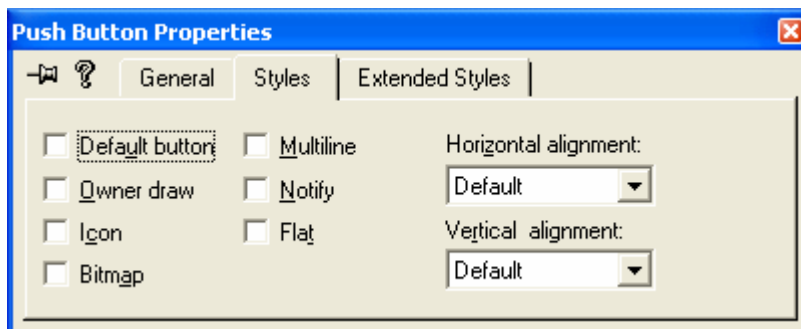 Push Button Properties
?
General Styles Extended Styles
Default button Multiline Horizontal alignment:
Owner draw Notify Default
Icon Flat Vertical alignment:
Bitmap Default